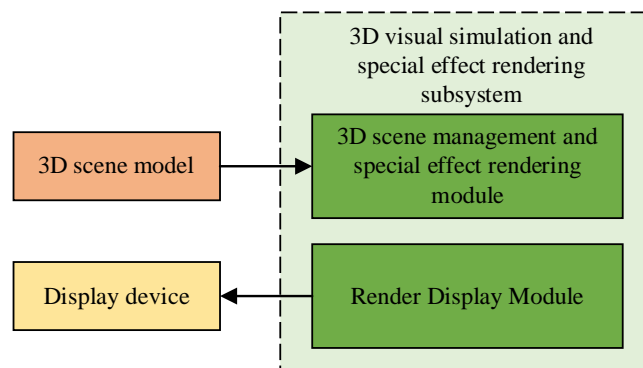 3D visual simulation and
special effect rendering
subsystem
3D scene model
3D scene management and
special effect rendering
module
Display device
Render Display Module